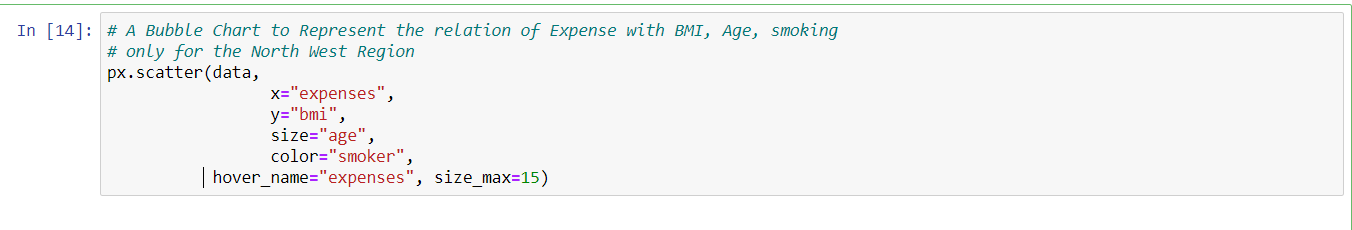 In [14]: # A Bubble Chart to Represent the relation of Expense with BMI, Age, smoking
# only for the North West Region
px.scatter(data,
x="expenses",
y="bmi",
size="age",
color="smoker",
hover_name="expenses", size_max=15)